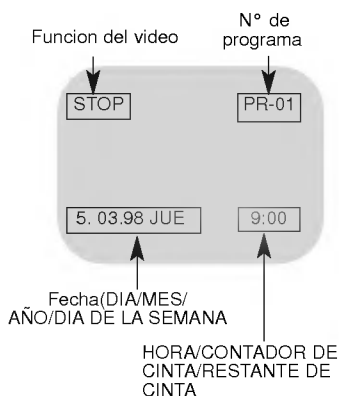 Funcion del video
Nº de
programa
STOP
PR-01
5. 03.98 JUE
9:00
Fecha(DIA/MES/
AÑO/DIA DE LA SEMANA
HORA/CONTADOR DE
CINTA/RESTANTE DE
CINTA